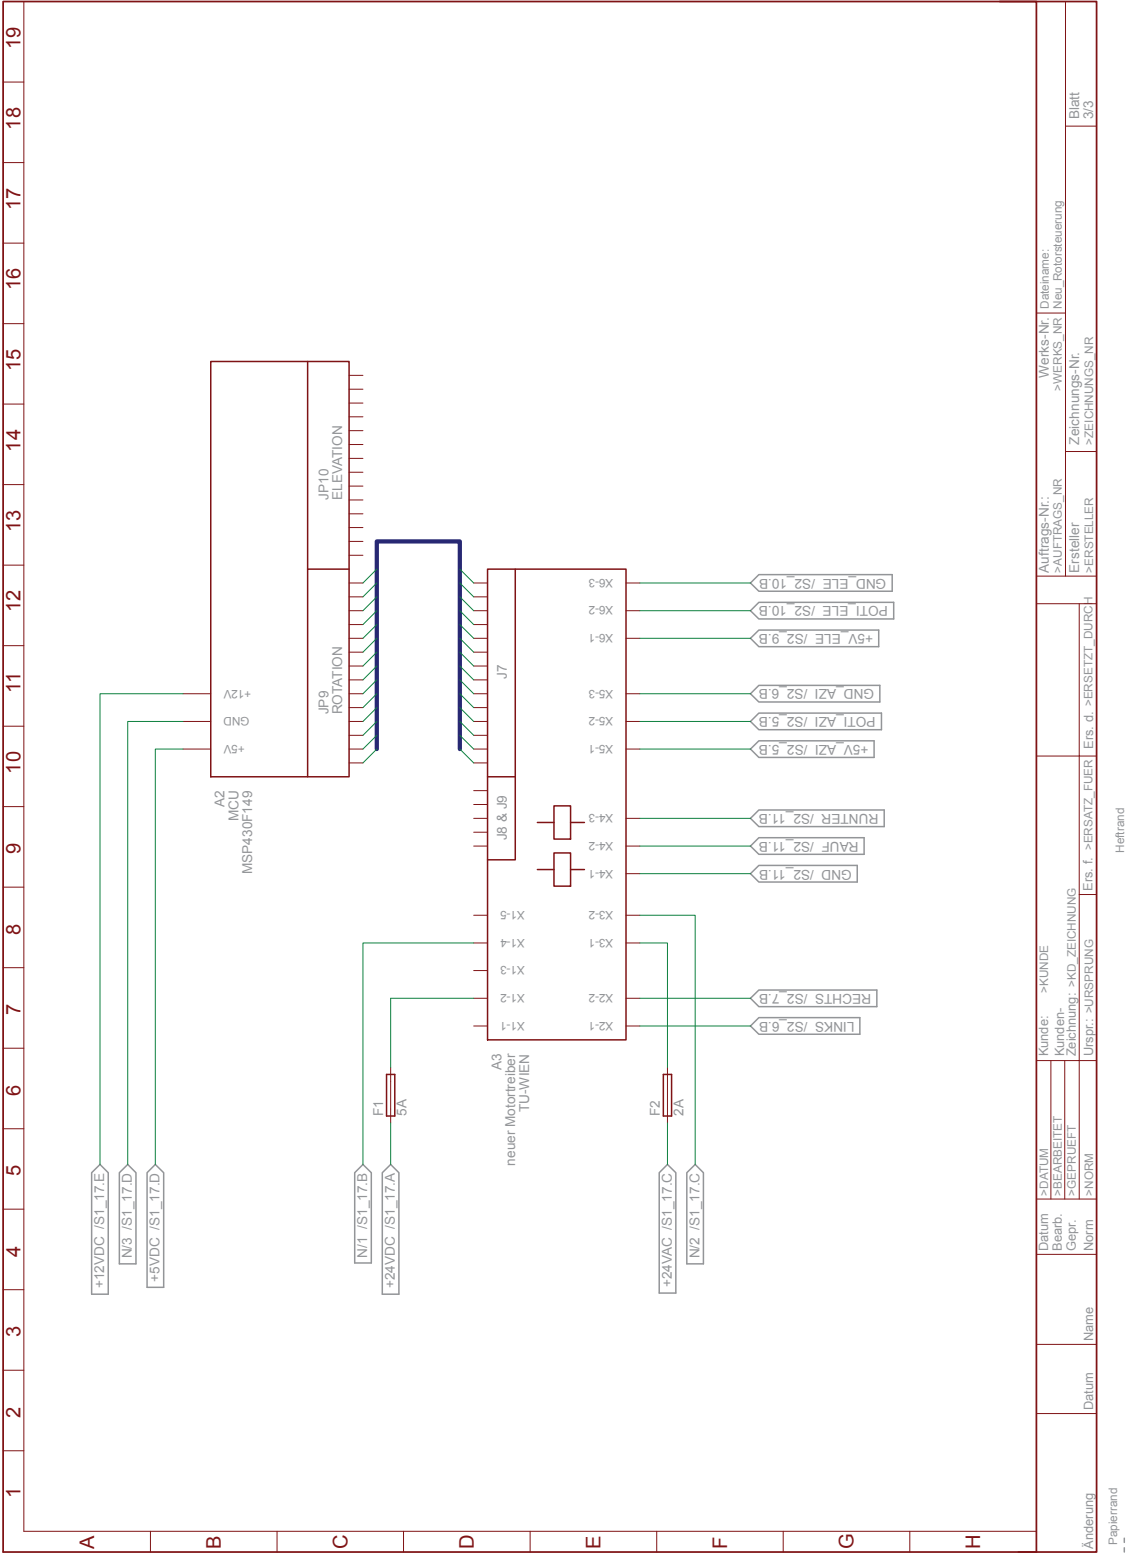 1 2 3 4 5 6 7 8 9 10 11 12 13 14 15 16 17 18 19
A
B
C
D
E
F
G
H
+12VDC /S1_17.E
N/3 /S1_17.D
+5VDC /S1_17.D
A2
MCU
MSP430F149
+5V
GND
+12V
JP9
ROTATION
JP10
ELEVATION
N/1 /S1_17.B
+24VDC /S1_17.A
F1
5A
A3
neuer Motortreiber
TU-WIEN
X1-1
X1-2
X1-3
X1-4
X1-5
J8 & J9
J7
X2-1
X2-2
X3-1
X3-2
X4-1
X4-2
X4-3
X5-1
X5-2
X5-3
X6-1
X6-2
X6-3
+24VAC /S1_17.C
N/2 /S1_17.C
F2
2A
LINKS /S2_6.B
RECHTS /S2_7.B
GND /S2_11.B
RAUF /S2_11.B
RUNTER /S2_11.B
+5V_AZI /S2_5.B
POTI_AZI /S2_5.B
GND_AZI /S2_6.B
+5V_ELE /S2_9.B
POTI_ELE /S2_10.B
GND_ELE /S2_10.B
Änderung
Datum
Name
Datum >DATUM
Bearb. >BEARBEITET
Gepr. >GEPRUEFT
Norm >NORM
Kunde: >KUNDE
Kunden-
Zeichnung: >KD_ZEICHNUNG
Urspr.: >URSPRUNG
Ers. f. >ERSATZ_FUER
Ers. d. >ERSETZT_DURCH
Auftrags-Nr.:
>AUFTRAGS_NR
Ersteller
>ERSTELLER
Werks-Nr.
>WERKS_NR
Zeichnungs-Nr.
>ZEICHNUNGS_NR
Dateiname:
Neu_Rotorsteuerung
Blatt
3/3
Papierrand
Heftrand